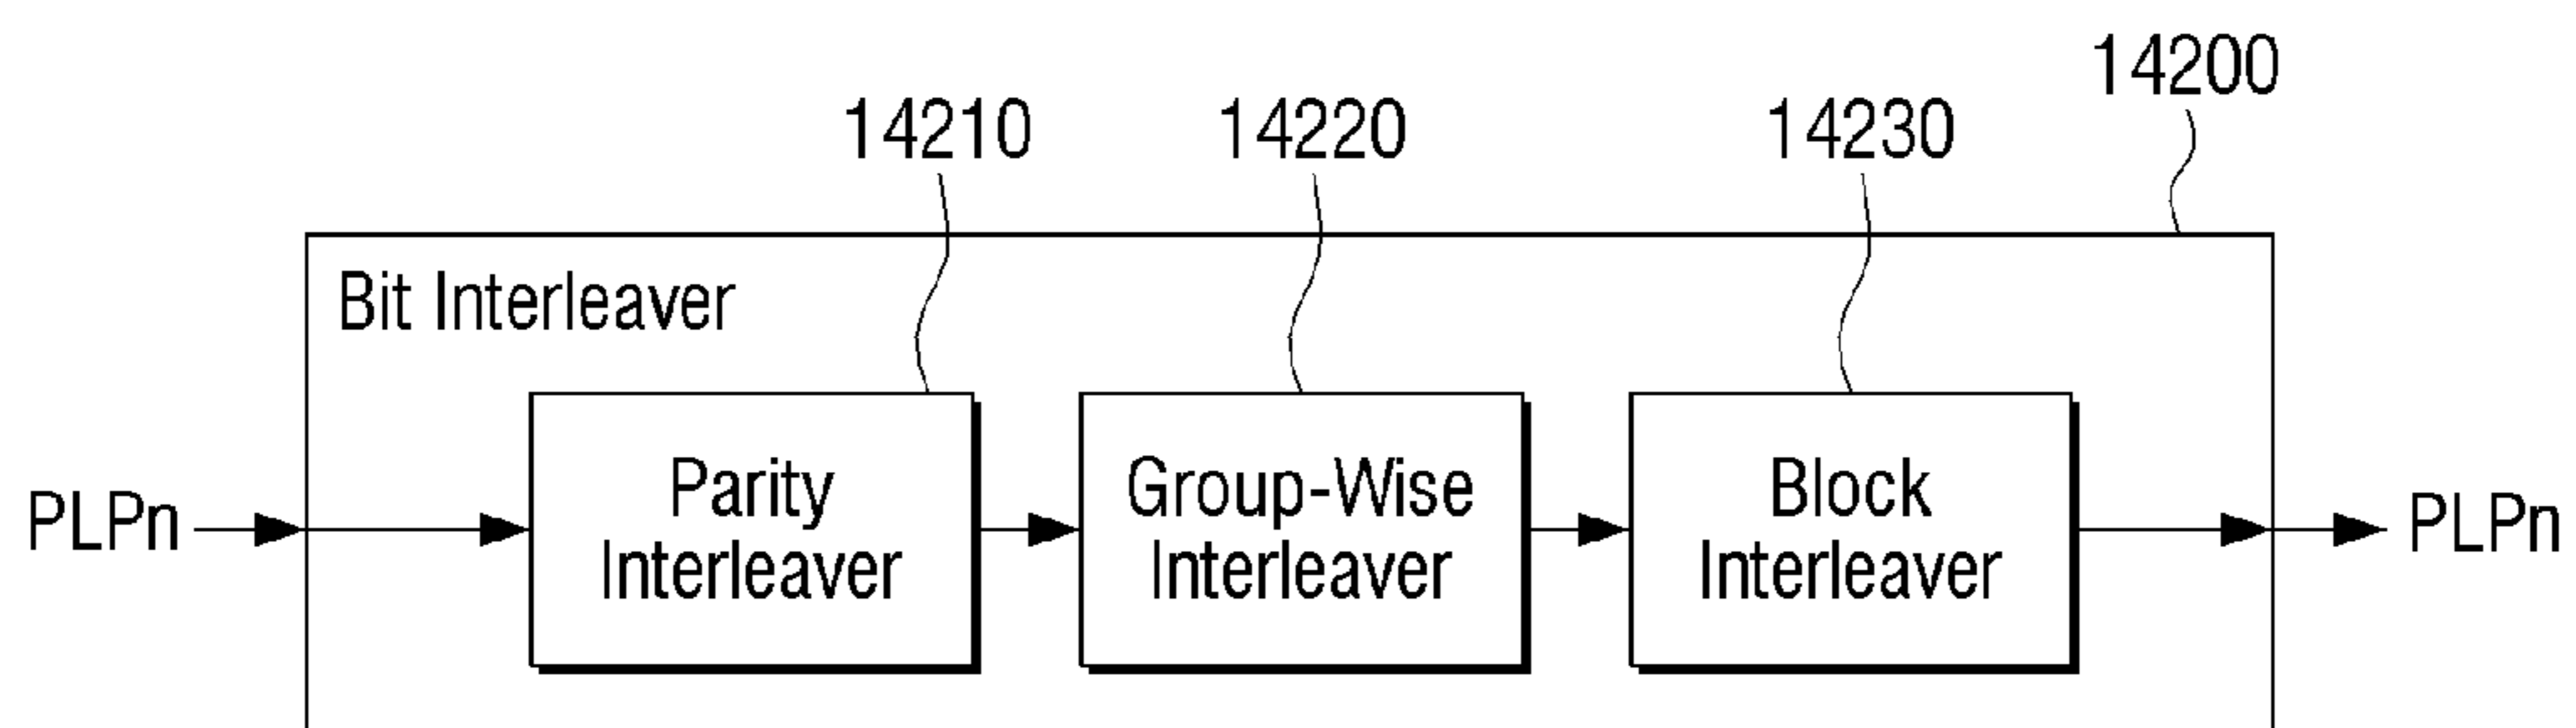 14200
14210 14220 14230
Bit Interleaver
PLPn
Parity
Interleaver
Group-Wise
Interleaver
Block
Interleaver
PLPn